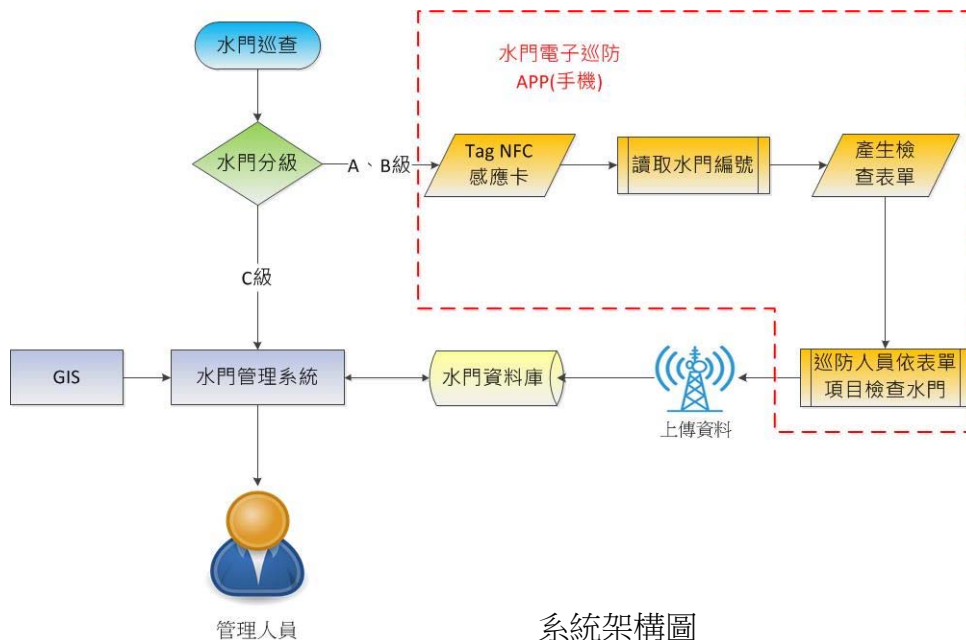 水門巡查
水門電子巡防
APP(手機)
水門分級
A、B級
Tag NFC
感應卡
讀取水門編號
產生檢
查表單
C級
GIS
水門管理系統
水門資料庫
上傳資料
巡防人員依表單
項目檢查水門
管理人員
系統架構圖